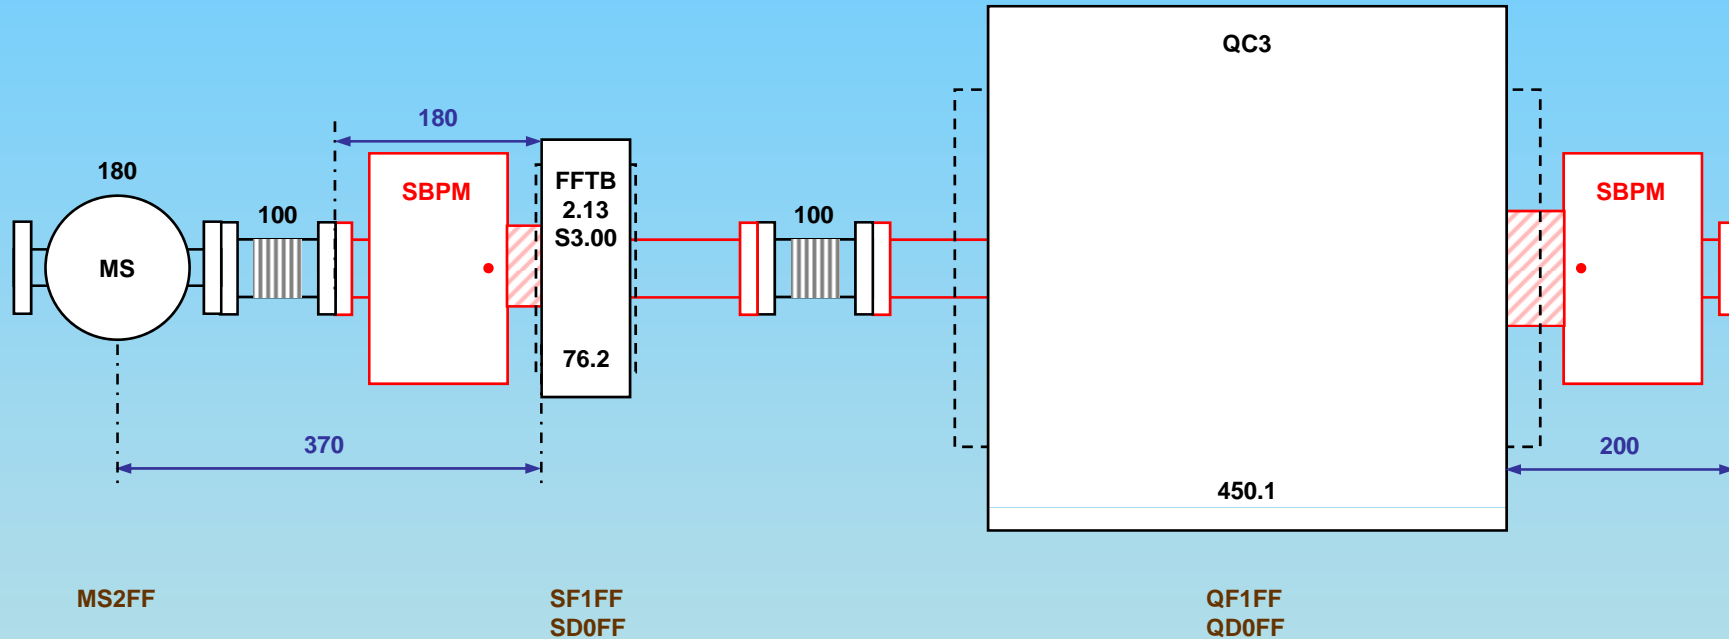 QC3
180
180
SBPM
FFTB
2.13
S3.00
SBPM
100
100
MS
76.2
370
200
450.1
MS2FF
SF1FF
SD0FF
QF1FF
QD0FF